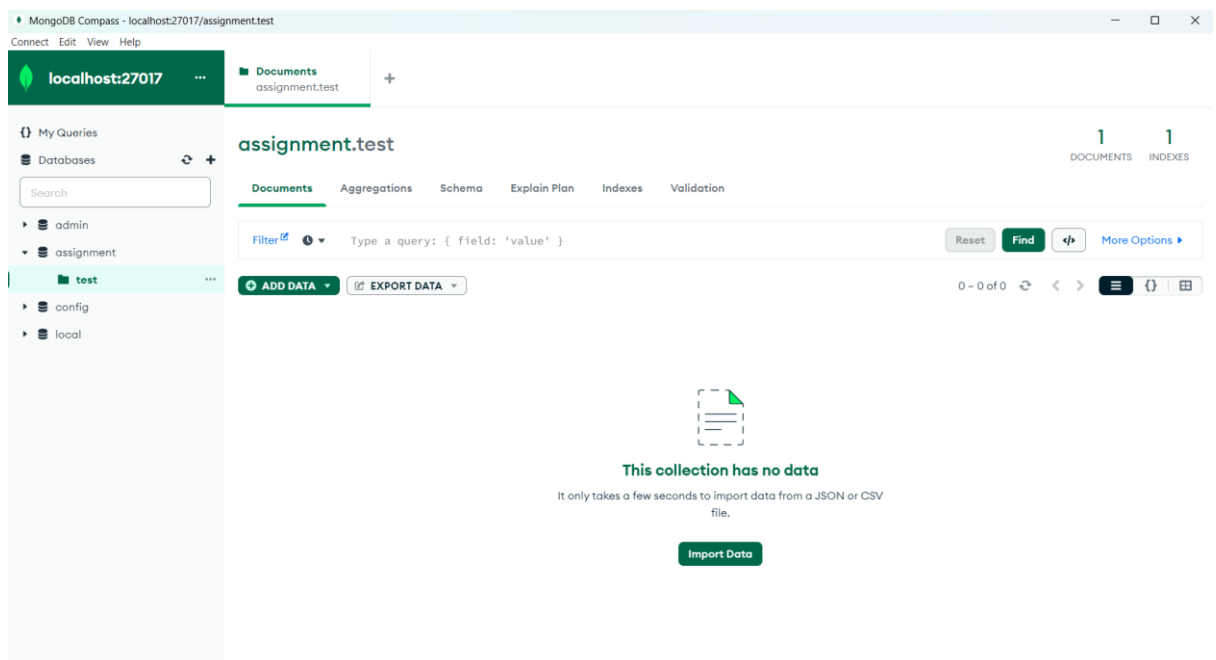 MongoDB Compass - localhost:27017/assignment.test
Connect Edit View Help
localhost:27017 ...
Documents
assignment.test
+
{} My Queries
Databases
Search
admin
assignment
test ...
config
local
assignment.test
1 DOCUMENTS
1 INDEXES
Documents Aggregations Schema Explain Plan Indexes Validation
Filter Type a query: { field: 'value' } Reset Find </> More Options
ADD DATA EXPORT DATA 0 – 0 of 0 {}
This collection has no data
It only takes a few seconds to import data from a JSON or CSV
file.
Import Data